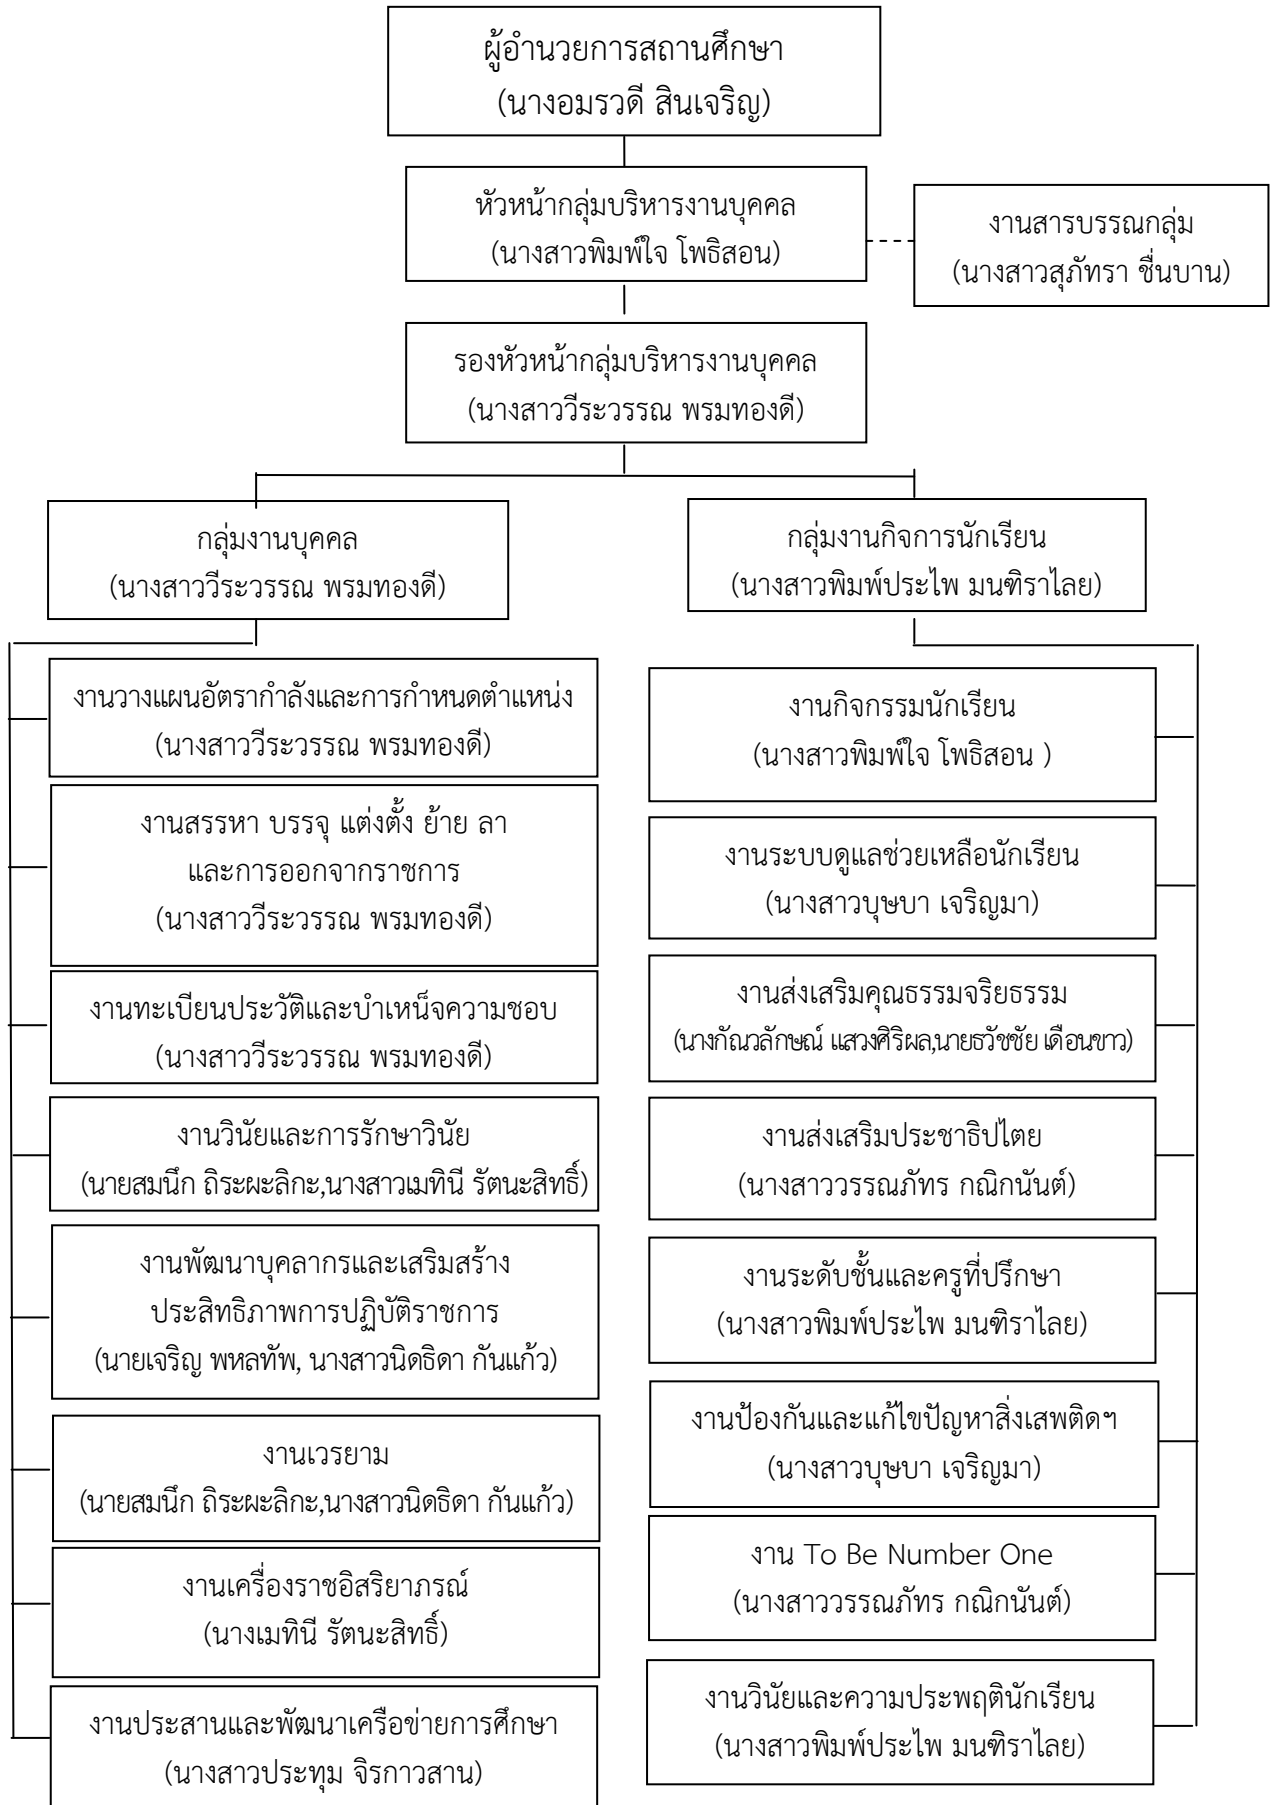 ผู้อำนวยการสถานศึกษา
(นางอมรวดี สินเจริญ)
หัวหน้ากลุ่มบริหารงานบุคคล
(นางสาวพิมพ์ใจ โพธิสอน)
งานสารบรรณกลุ่ม
(นางสาวสุภัทรา ชื่นบาน)
รองหัวหน้ากลุ่มบริหารงานบุคคล
(นางสาววีระวรรณ พรมทองดี)
กลุ่มงานบุคคล
(นางสาววีระวรรณ พรมทองดี)
งานวางแผนอัตรากำลังและการกำหนดตำแหน่ง
(นางสาววีระวรรณ พรมทองดี)
งานสรรหา บรรจุ แต่งตั้ง ย้าย ลา
และการออกจากราชการ
(นางสาววีระวรรณ พรมทองดี)
งานทะเบียนประวัติและบำเหน็จความชอบ
(นางสาววีระวรรณ พรมทองดี)
งานวินัยและการรักษาวินัย
(นายสมนึก ถิระผะลิกะ,นางสาวเมทินี รัตนะสิทธิ์)
งานพัฒนาบุคลากรและเสริมสร้าง
ประสิทธิภาพการปฏิบัติราชการ
(นายเจริญ พหลทัพ, นางสาวนิดธิดา กันแก้ว)
งานเวรยาม
(นายสมนึก ถิระผะลิกะ,นางสาวนิดธิดา กันแก้ว)
งานเครื่องราชอิสริยาภรณ์
(นางเมทินี รัตนะสิทธิ์)
งานประสานและพัฒนาเครือข่ายการศึกษา
(นางสาวประทุม จิรกาวสาน)
กลุ่มงานกิจการนักเรียน
(นางสาวพิมพ์ประไพ มนฑิราไลย)
งานกิจกรรมนักเรียน
(นางสาวพิมพ์ใจ โพธิสอน )
งานระบบดูแลช่วยเหลือนักเรียน
(นางสาวบุษบา เจริญมา)
งานส่งเสริมคุณธรรมจริยธรรม
(นางกัณวลักษณ์ แสวงศิริผล,นายธวัชชัย เดือนขาว)
งานส่งเสริมประชาธิปไตย
(นางสาววรรณภัทร กณิกนันต์)
งานระดับชั้นและครูที่ปรึกษา
(นางสาวพิมพ์ประไพ มนฑิราไลย)
งานป้องกันและแก้ไขปัญหาสิ่งเสพติดฯ
(นางสาวบุษบา เจริญมา)
งาน To Be Number One
(นางสาววรรณภัทร กณิกนันต์)
งานวินัยและความประพฤตินักเรียน
(นางสาวพิมพ์ประไพ มนฑิราไลย)